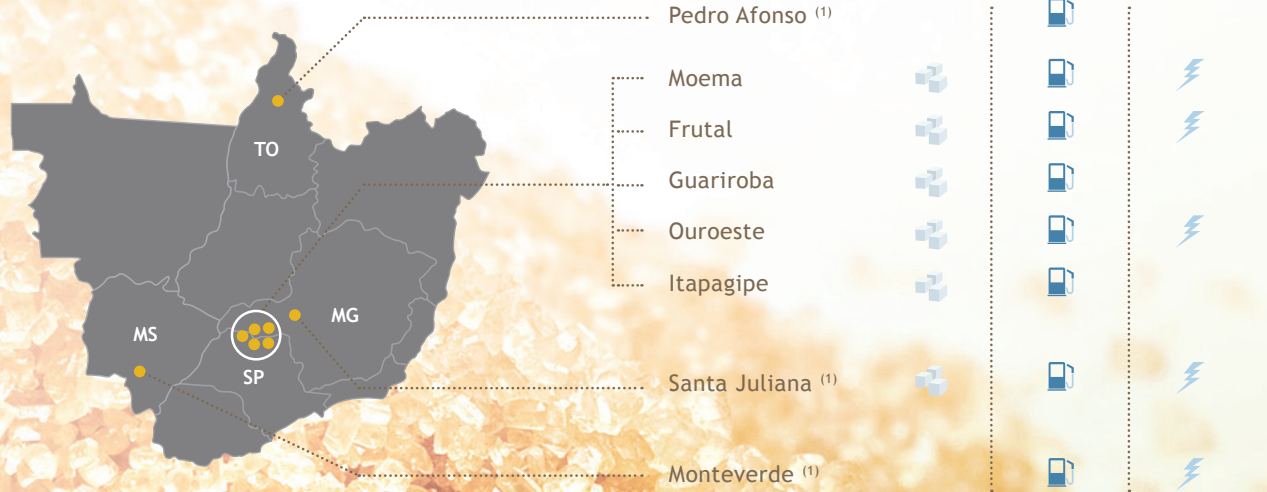 Pedro Afonso (1)
Moema
Frutal
Guariroba
Ouroeste
Itapagipe
Santa Juliana (1)
Monteverde (1)
TO
MG
MS
SP